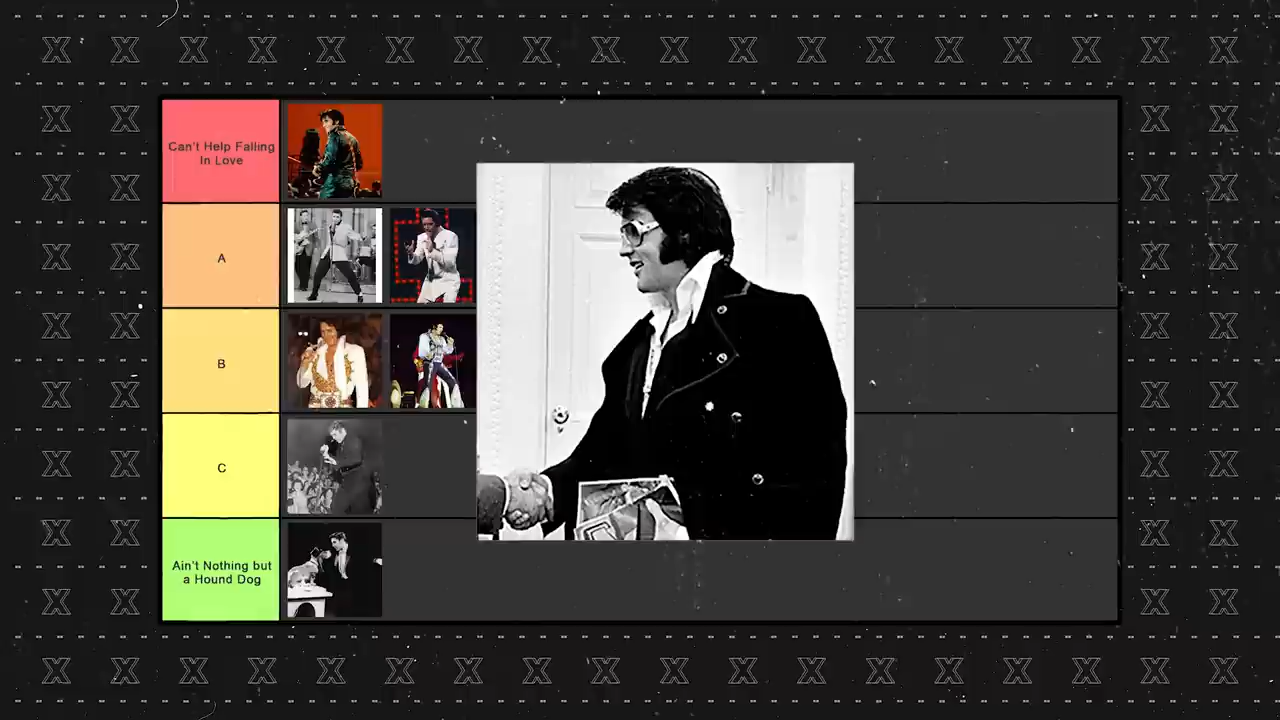 Can't Help Falling
In Love
A
B
C
Ain't Nothing but
a Hound Dog